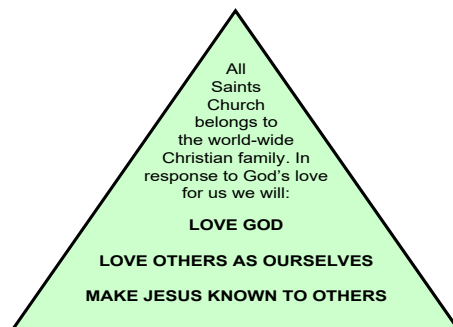 All
Saints
Church
belongs to
the world-wide
Christian family. In
response to God’s love
for us we will:
LOVE GOD
LOVE OTHERS AS OURSELVES
MAKE JESUS KNOWN TO OTHERS